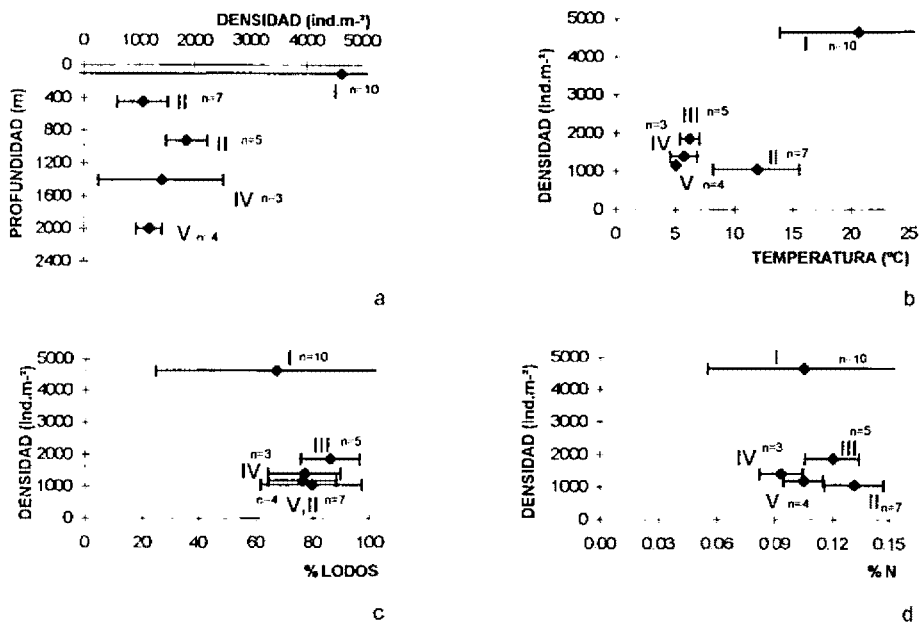 DENSIDAD (ind.m-²)
0 1000 2000 3000 4000 5000
0
400
800
1200
1600
2000
2400
PROFUNDIDAD (m)
I n=10
II n=7
II n=5
IV n=3
V n=4
a
DENSIDAD (ind.m-²)
5000
4000
3000
2000
1000
0
I n=10
n=3 III n=5
IV
II n=7
V n=4
0 5 10 15 20 25
TEMPERATURA (ºC)
b
DENSIDAD (ind.m-²)
5000
4000
3000
2000
1000
0
I n=10
III n=5
IV n=3
n=4 V,II n=7
0 20 40 60 80 100
% LODOS
c
DENSIDAD (ind.m-²)
5000
4000
3000
2000
1000
0
I n=10
n=5
IV n=3 III
V n=4 II n=7
0.00 0.03 0.06 0.09 0.12 0.15
% N
d